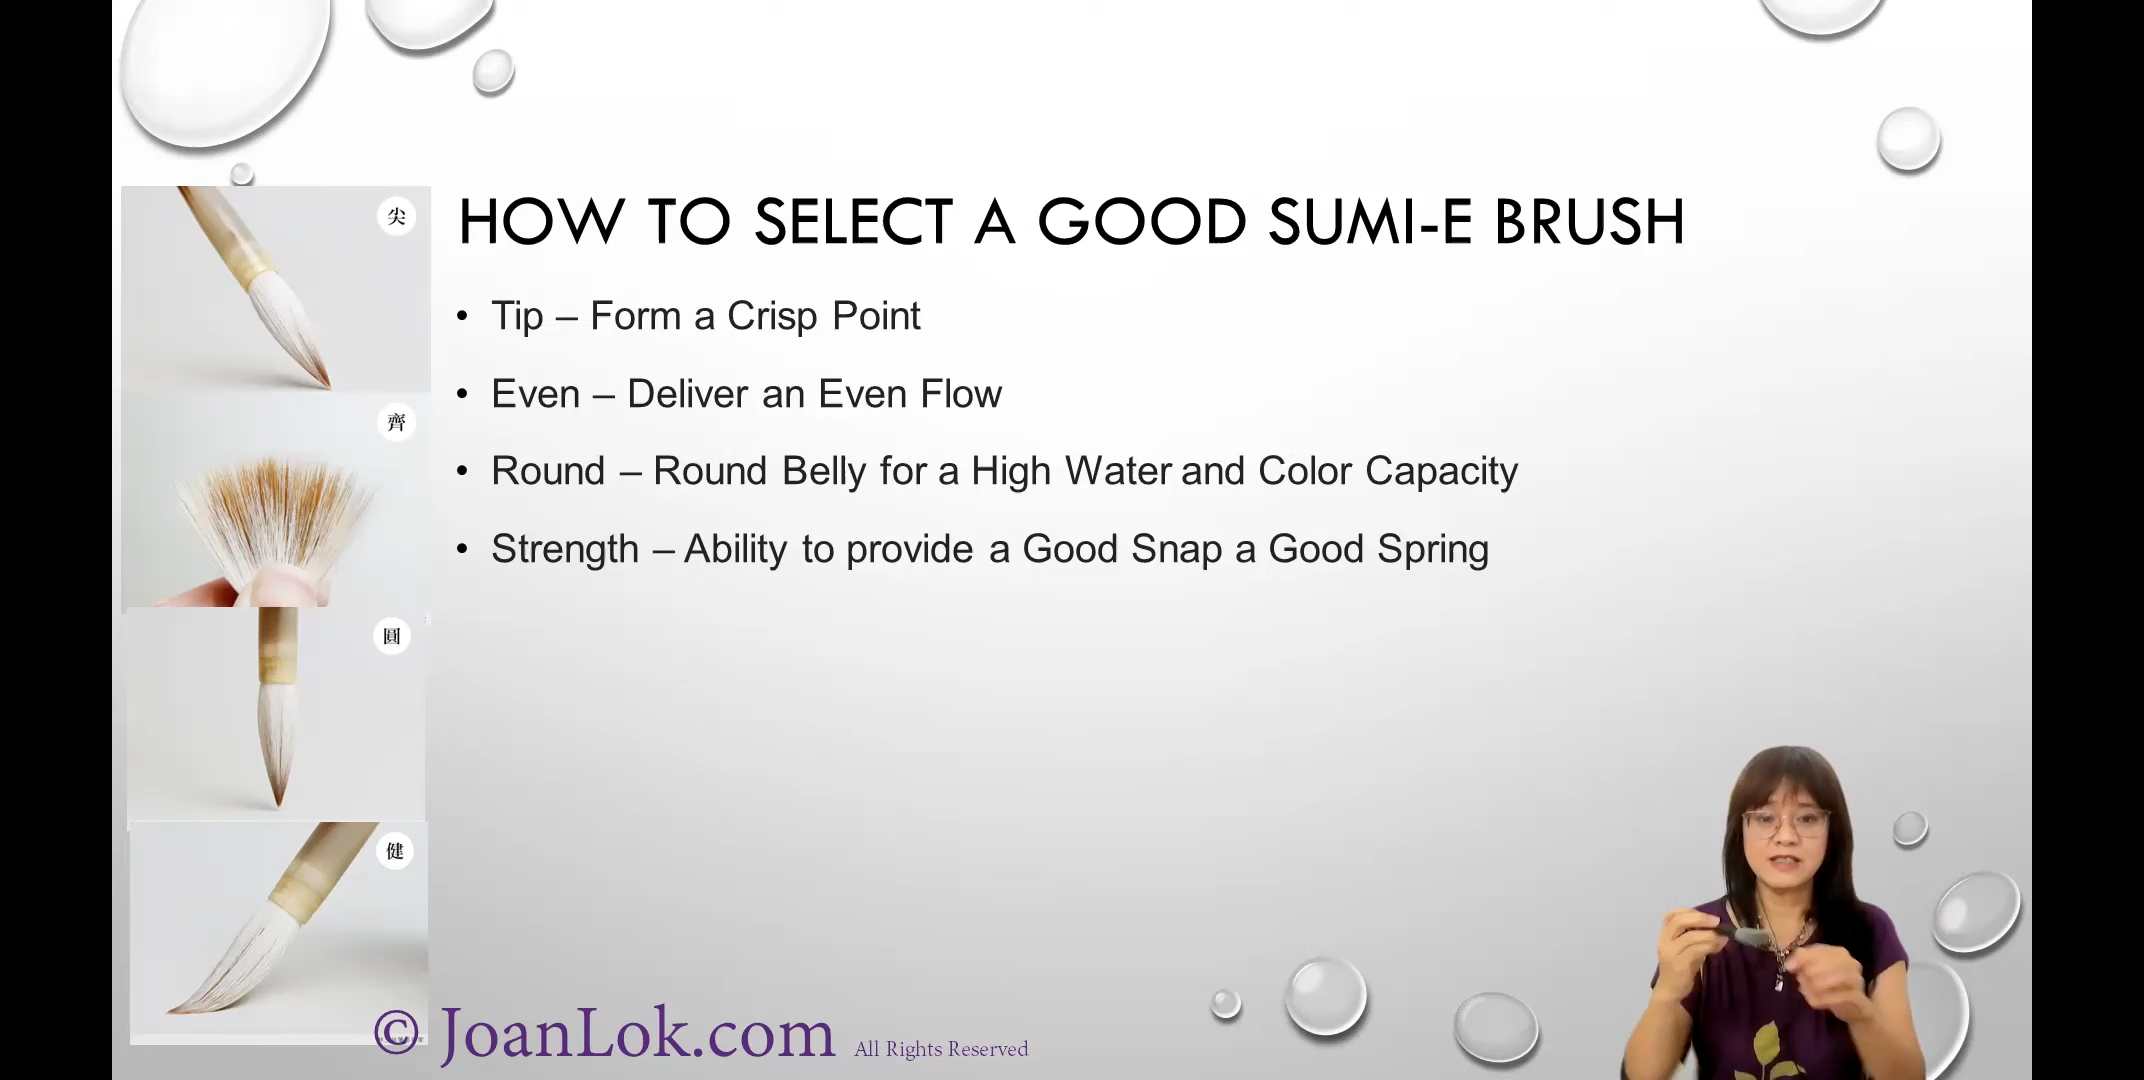 HOW TO SELECT A GOOD SUMI-E BRUSH
• Tip – Form a Crisp Point
• Even – Deliver an Even Flow
• Round – Round Belly for a High Water and Color Capacity
• Strength – Ability to provide a Good Snap a Good Spring
尖
齊
圓
健
© JoanLok.com All Rights Reserved